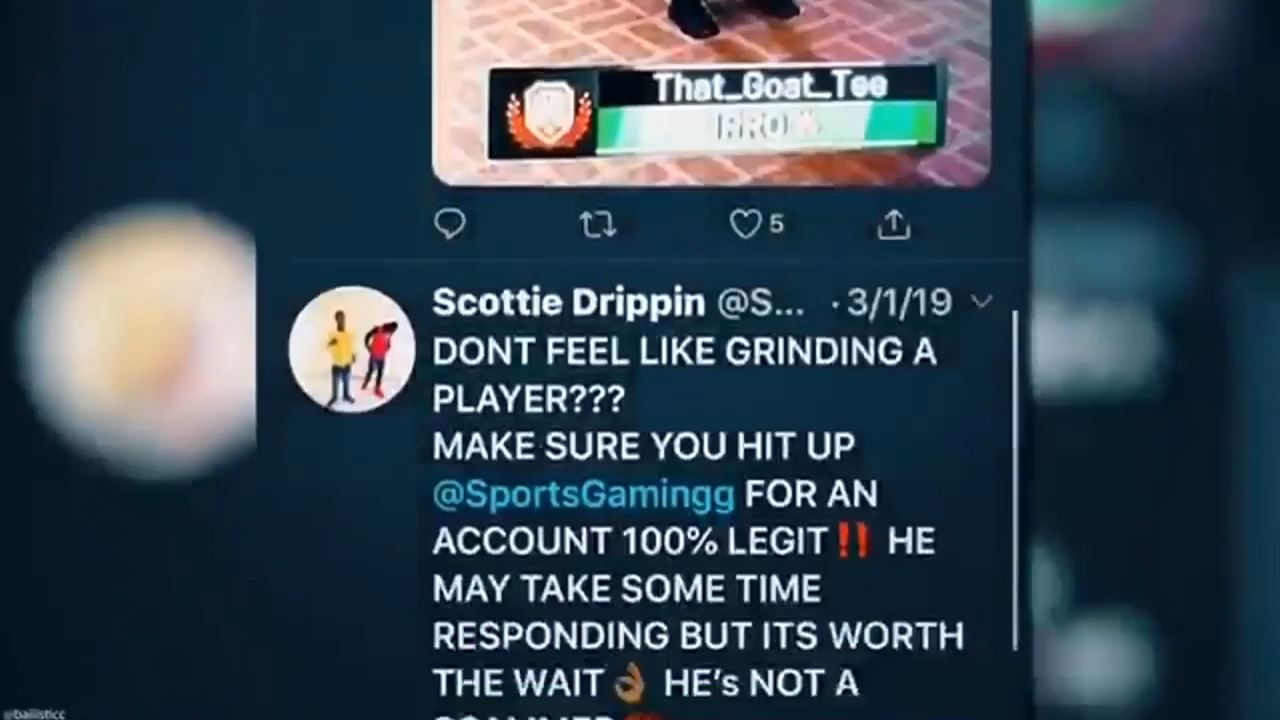 That_Goat_Tee
5
Scottie Drippin @S... · 3/1/19
DONT FEEL LIKE GRINDING A
PLAYER???
MAKE SURE YOU HIT UP
@SportsGamingg FOR AN
ACCOUNT 100% LEGIT‼️ HE
MAY TAKE SOME TIME
RESPONDING BUT ITS WORTH
THE WAIT👌🏾 HE's NOT A
@ballisticc